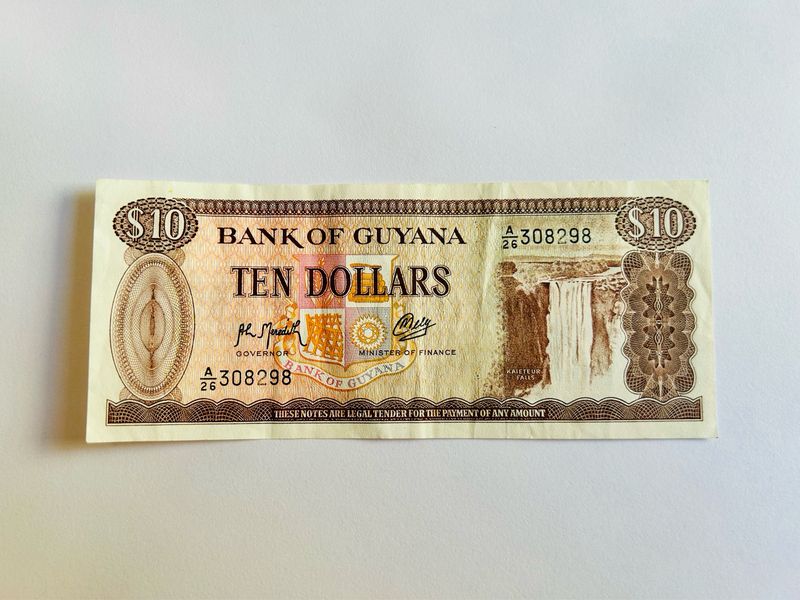 $10
BANK OF GUYANA
A/26 308298
$10
TEN DOLLARS
GOVERNOR
MINISTER OF FINANCE
BANK OF GUYANA
A/26 308298
KAIETEUR
FALLS
THESE NOTES ARE LEGAL TENDER FOR THE PAYMENT OF ANY AMOUNT